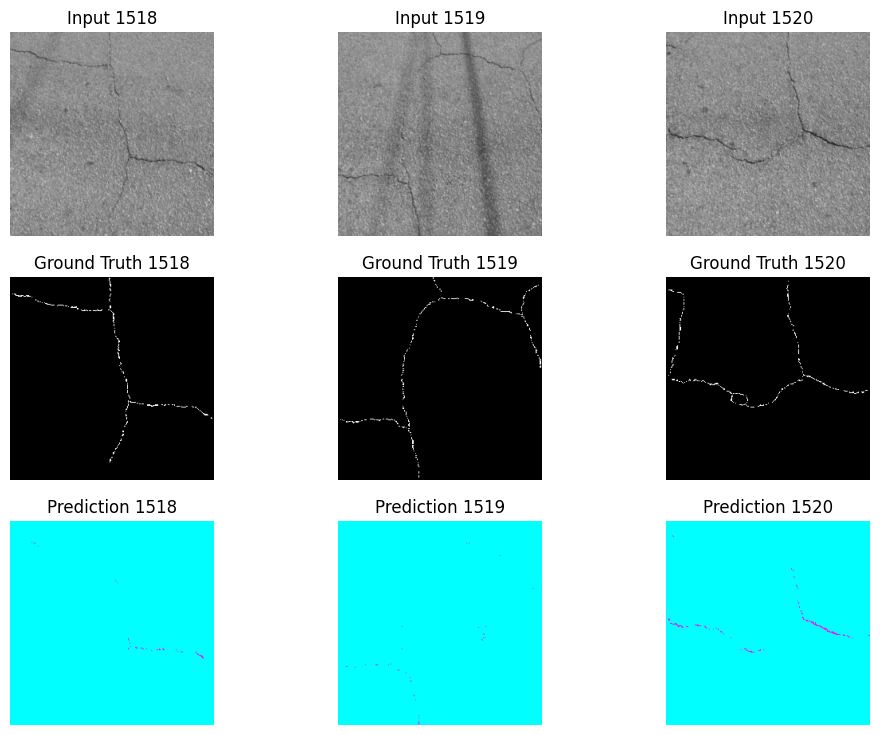 Input 1518
Input 1519
Input 1520
Ground Truth 1518
Ground Truth 1519
Ground Truth 1520
Prediction 1518
Prediction 1519
Prediction 1520